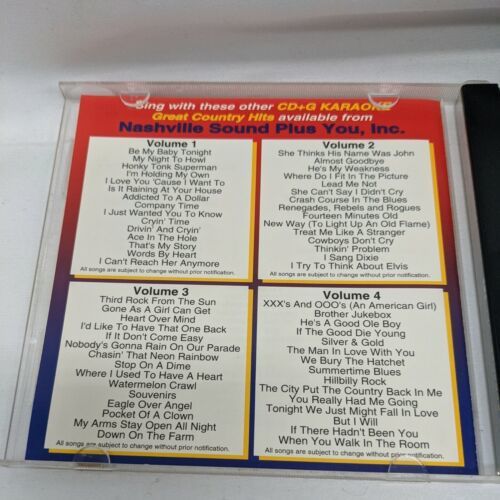 Sing with these other CD+G KARAOKE
Great Country Hits available from
Nashville Sound Plus You, Inc.
Volume 1
Be My Baby Tonight
My Night To Howl
Honky Tonk Superman
I'm Holding My Own
I Love You 'Cause I Want To
Is It Raining At Your House
Addicted To A Dollar
Company Time
I Just Wanted You To Know
Cryin' Time
Drivin' And Cryin'
Ace In The Hole
That's My Story
Words By Heart
I Can't Reach Her Anymore
All songs are subject to change without prior notification.
Volume 2
She Thinks His Name Was John
Almost Goodbye
He's My Weakness
Where Do I Fit In The Picture
Lead Me Not
She Can't Say I Didn't Cry
Crash Course In The Blues
Renegades, Rebels and Rogues
Fourteen Minutes Old
New Way (To Light Up An Old Flame)
Treat Me Like A Stranger
Cowboys Don't Cry
Thinkin' Problem
I Sang Dixie
I Try To Think About Elvis
All songs are subject to change without prior notification.
Volume 3
Third Rock From The Sun
Gone As A Girl Can Get
Heart Over Mind
I'd Like To Have That One Back
If It Don't Come Easy
Nobody's Gonna Rain On Our Parade
Chasin' That Neon Rainbow
Stop On A Dime
Where I Used To Have A Heart
Watermelon Crawl
Souvenirs
Eagle Over Angel
Pocket Of A Clown
My Arms Stay Open All Night
Down On The Farm
All songs are subject to change without prior notification.
Volume 4
XXX's And OOO's (An American Girl)
Brother Jukebox
He's A Good Ole Boy
If The Good Die Young
Silver & Gold
The Man In Love With You
We Bury The Hatchet
Summertime Blues
Hillbilly Rock
The City Put The Country Back In Me
You Really Had Me Going
Tonight We Just Might Fall In Love
But I Will
If There Hadn't Been You
When You Walk In The Room
All songs are subject to change without prior notification.